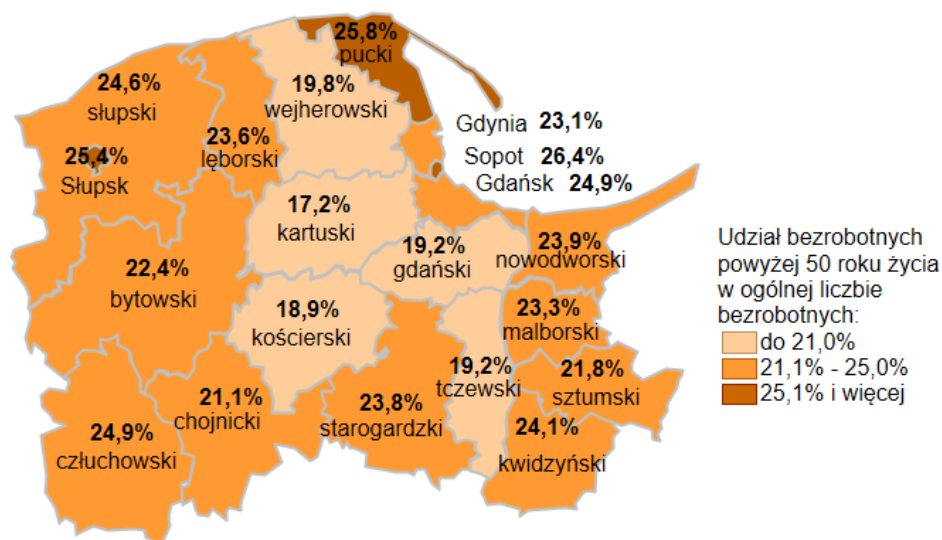 25,8%
pucki
24,6%
słupski
19,8%
wejherowski
Gdynia 23,1%
23,6%
lęborski
25,4%
Słupsk
Sopot 26,4%
Gdańsk 24,9%
17,2%
kartuski
19,2%
gdański
23,9%
nowodworski
22,4%
bytowski
18,9%
kościerski
23,3%
malborski
19,2%
tczewski
21,8%
sztumski
21,1%
chojnicki
23,8%
starogardzki
24,9%
człuchowski
24,1%
kwidzyński
Udział bezrobotnych
powyżej 50 roku życia
w ogólnej liczbie
bezrobotnych:
do 21,0%
21,1% - 25,0%
25,1% i więcej